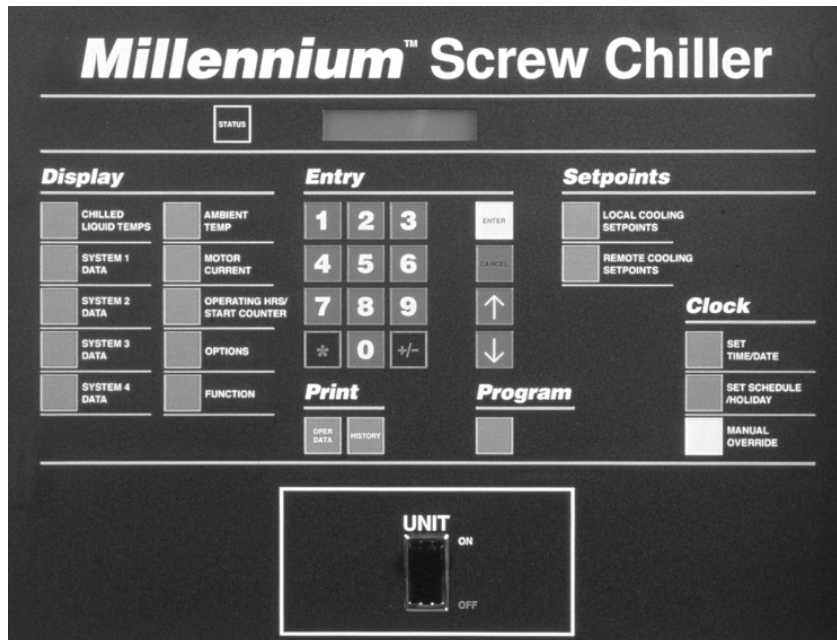 Millennium™ Screw Chiller
STATUS
Display
CHILLED
LIQUID TEMPS
AMBIENT
TEMP
SYSTEM 1
DATA
MOTOR
CURRENT
SYSTEM 2
DATA
OPERATING HRS/
START COUNTER
SYSTEM 3
DATA
OPTIONS
SYSTEM 4
DATA
FUNCTION
Entry
1 2 3 ENTER
4 5 6 CANCEL
7 8 9 ↑
* 0 +/- ↓
Print
OPER
DATA
HISTORY
Program
Setpoints
LOCAL COOLING
SETPOINTS
REMOTE COOLING
SETPOINTS
Clock
SET
TIME/DATE
SET SCHEDULE
/HOLIDAY
MANUAL
OVERRIDE
UNIT
ON
OFF